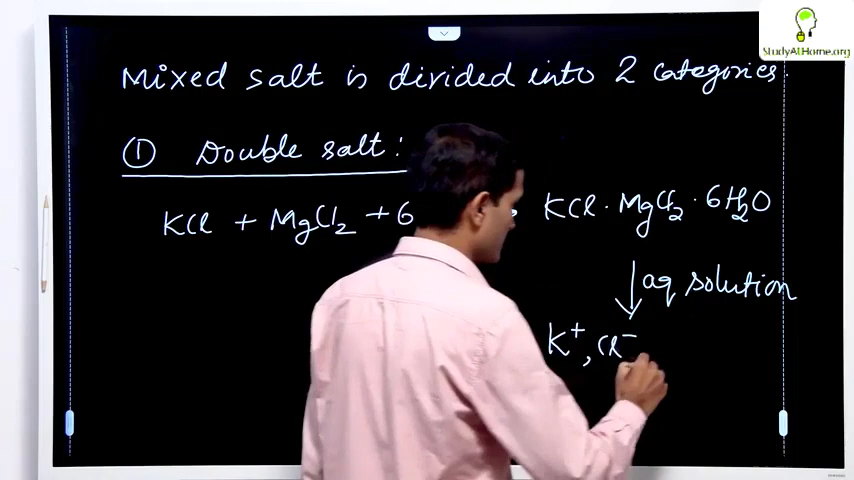 StudyAtHome.org
Mixed salt is divided into 2 categories.
① Double salt:
KCl + MgCl₂ + 6
KCl · MgCl₂ · 6H₂O
aq solution
K⁺, Cl⁻